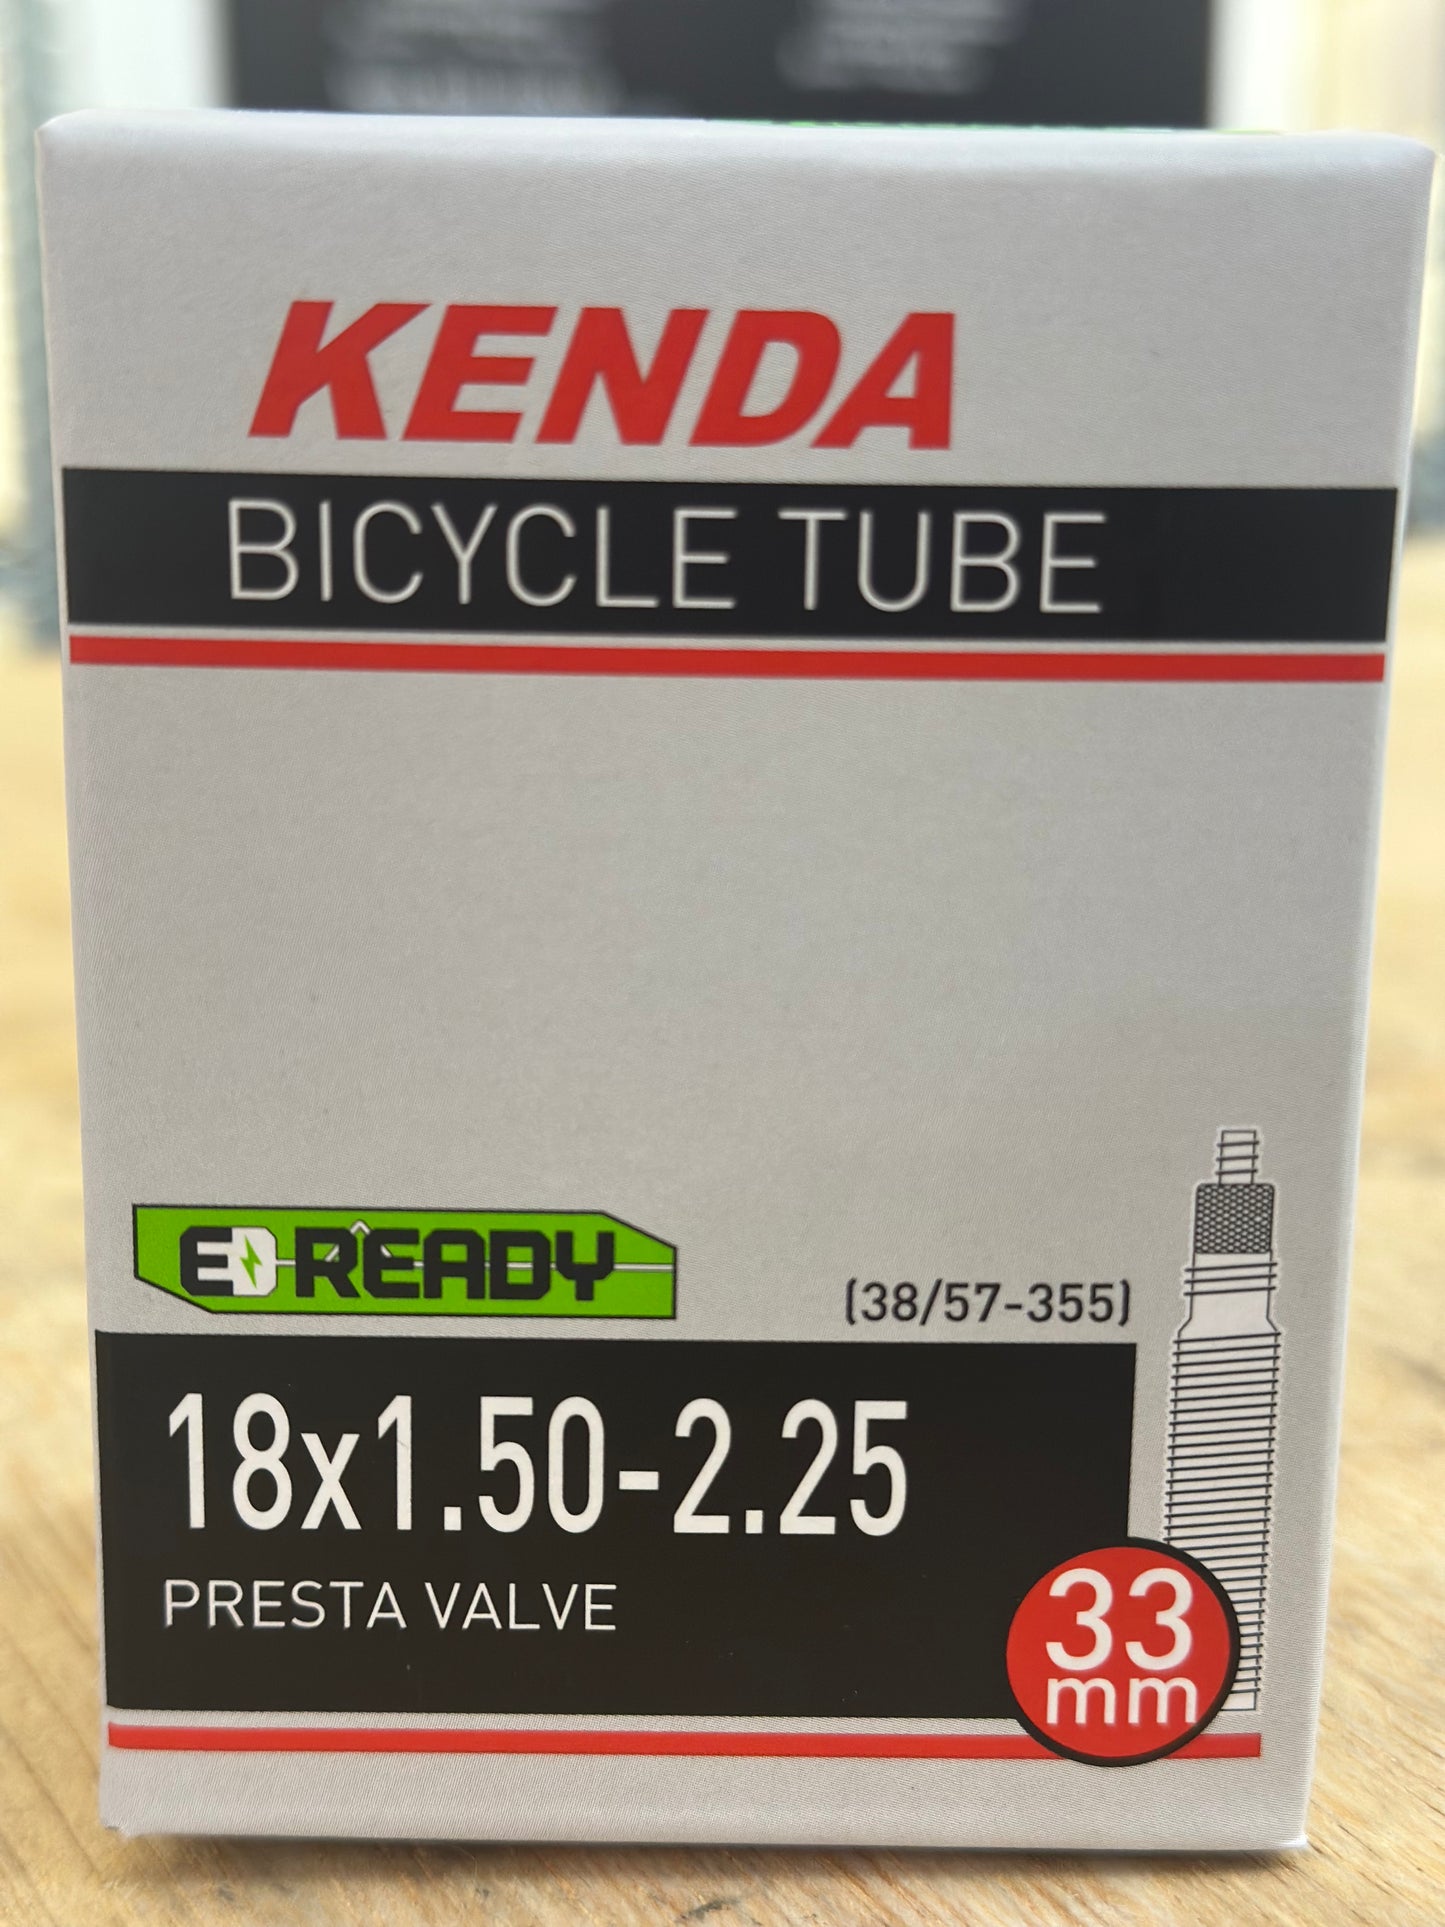 KENDA
BICYCLE TUBE
E READY
(38/57-355)
18x1.50-2.25
PRESTA VALVE
33
mm